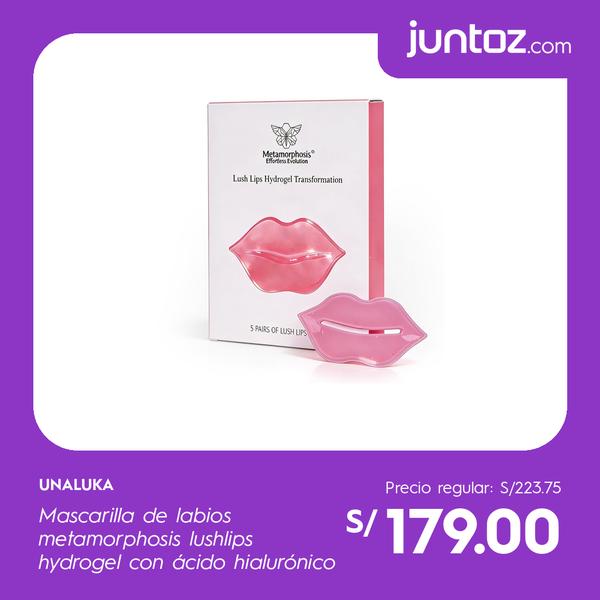 juntoz.com
Metamorphosis®
Effortless Evolution
Lush Lips Hydrogel Transformation
5 PAIRS OF LUSH LIPS
UNALUKA
Mascarilla de labios
metamorphosis lushlips
hydrogel con ácido hialurónico
Precio regular: S/223.75
S/179.00